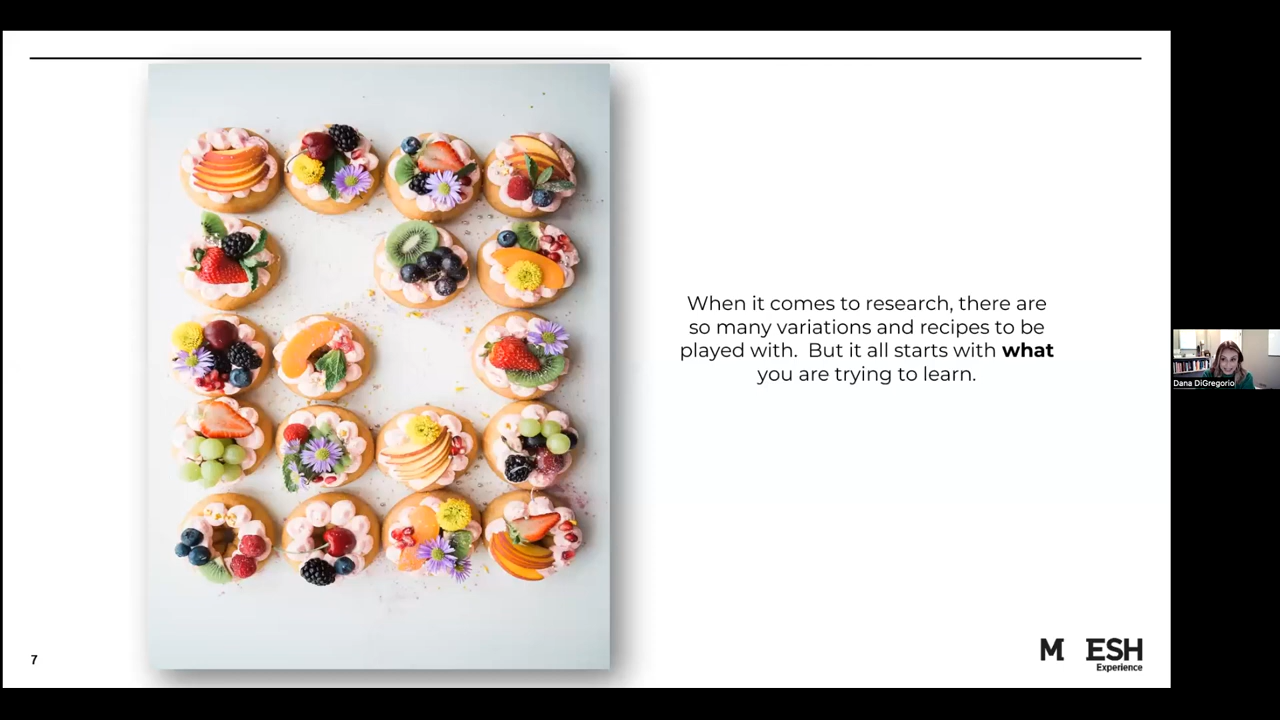 When it comes to research, there are
so many variations and recipes to be
played with.  But it all starts with what
you are trying to learn.
Dana DiGregorio
7
M ESH
Experience